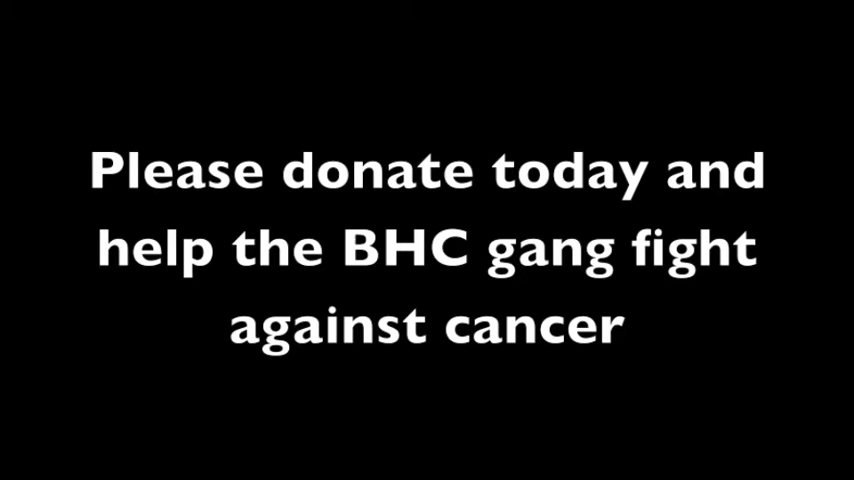 Please donate today and
help the BHC gang fight
against cancer